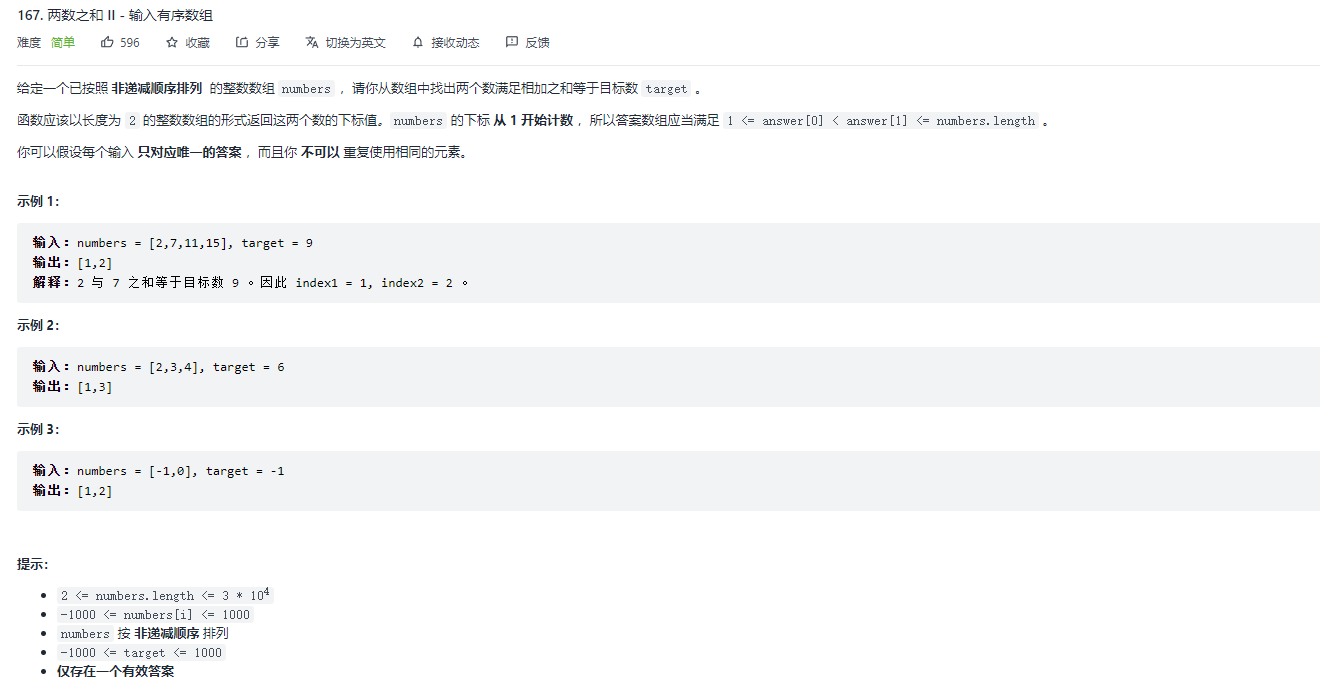 167. 两数之和 II - 输入有序数组
难度 简单 596 收藏 分享 切换为英文 接收动态 反馈
给定一个已按照 非递减顺序排列 的整数数组 numbers ，请你从数组中找出两个数满足相加之和等于目标数 target 。
函数应该以长度为 2 的整数数组的形式返回这两个数的下标值。numbers 的下标 从 1 开始计数 ，所以答案数组应当满足 1 <= answer[0] < answer[1] <= numbers.length 。
你可以假设每个输入 只对应唯一的答案 ，而且你 不可以 重复使用相同的元素。
示例 1：
输入：numbers = [2,7,11,15], target = 9
输出：[1,2]
解释：2 与 7 之和等于目标数 9 。因此 index1 = 1, index2 = 2 。
示例 2：
输入：numbers = [2,3,4], target = 6
输出：[1,3]
示例 3：
输入：numbers = [-1,0], target = -1
输出：[1,2]
提示：
2 <= numbers.length <= 3 * 10⁴
-1000 <= numbers[i] <= 1000
numbers 按 非递减顺序 排列
-1000 <= target <= 1000
仅存在一个有效答案